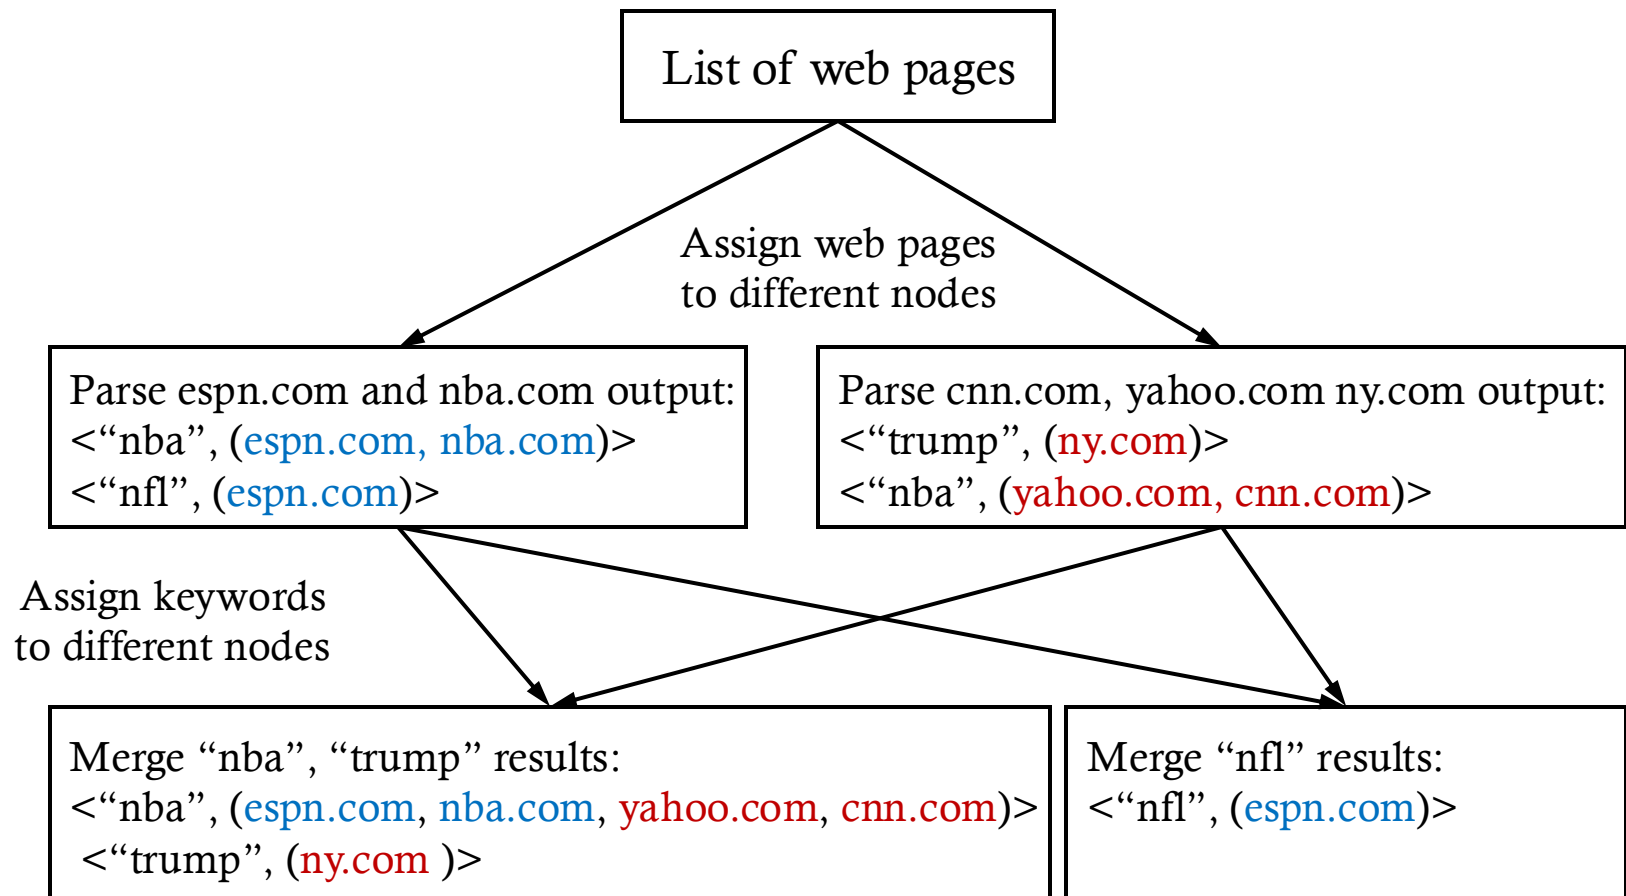 List of web pages
Assign web pages
to different nodes
Parse espn.com and nba.com output:
<“nba”, (espn.com, nba.com)>
<“nfl”, (espn.com)>
Parse cnn.com, yahoo.com ny.com output:
<“trump”, (ny.com)>
<“nba”, (yahoo.com, cnn.com)>
Assign keywords
to different nodes
Merge “nba”, “trump” results:
<“nba”, (espn.com, nba.com, yahoo.com, cnn.com)>
<“trump”, (ny.com )>
Merge “nfl” results:
<“nfl”, (espn.com)>